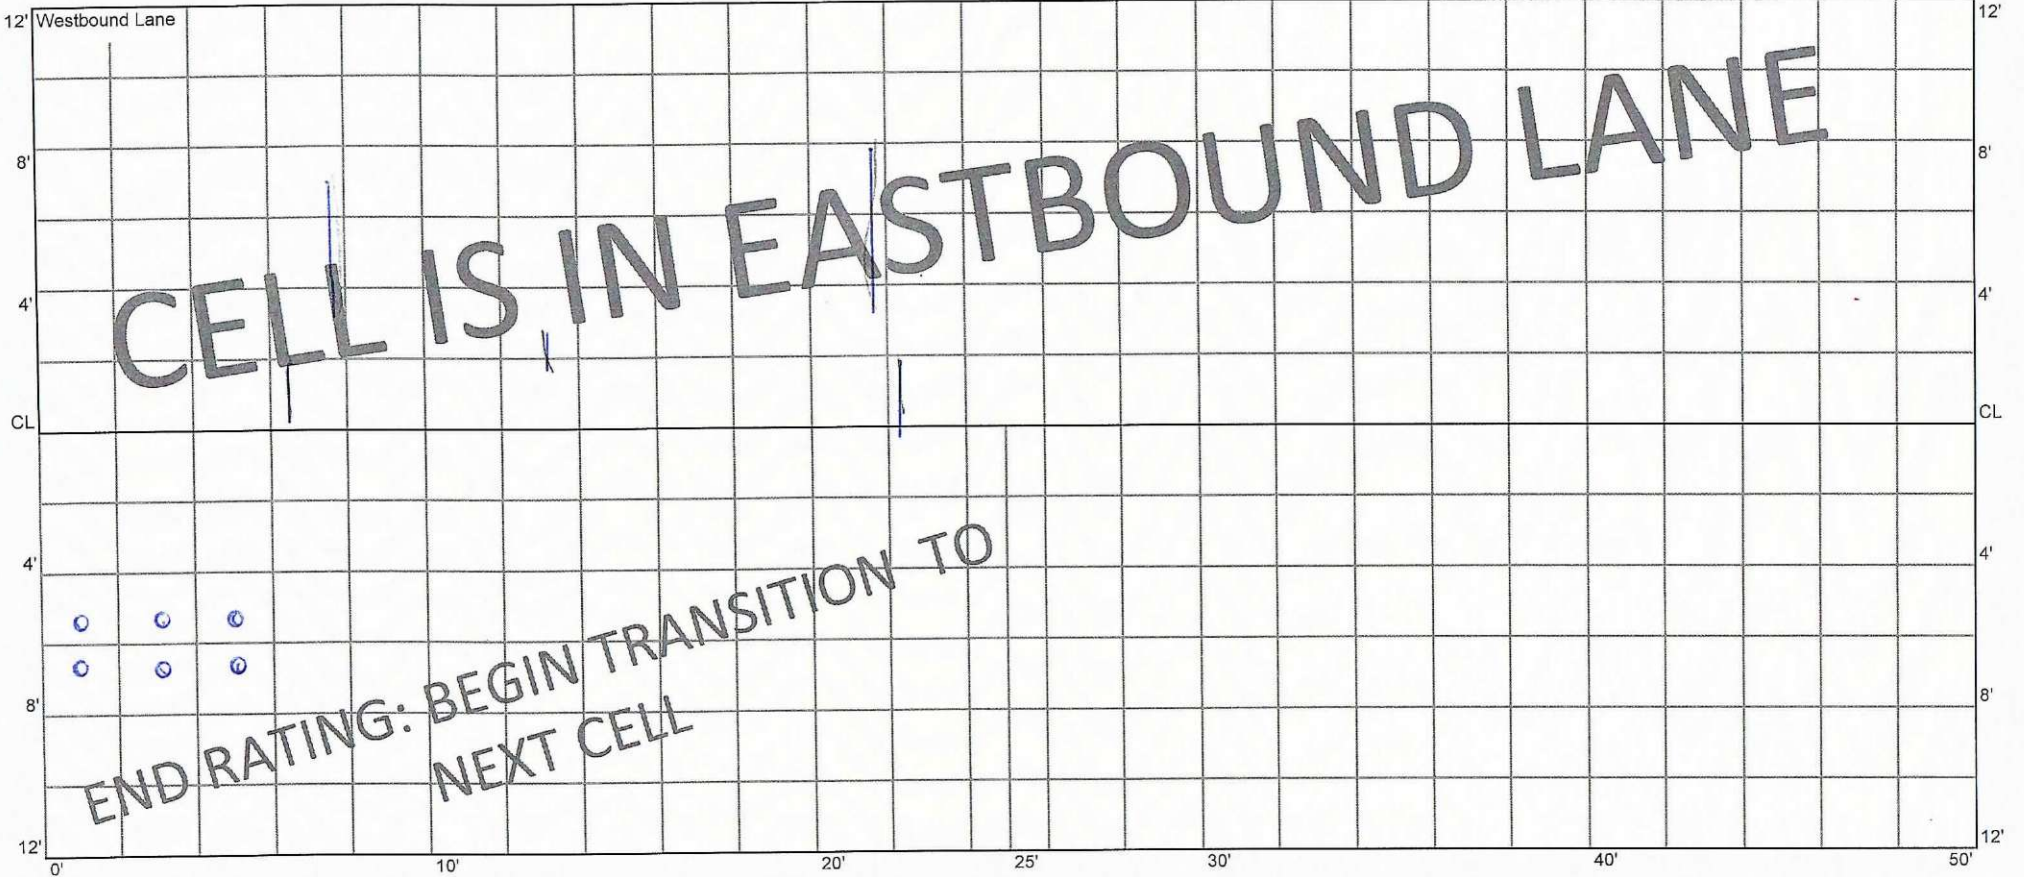 12' Westbound Lane 12'
8' 8'
CELL IS IN EASTBOUND LANE
4' 4'
CL CL
4' 4'
8' 8'
END RATING: BEGIN TRANSITION TO
NEXT CELL
12' 12'
0' 10' 20' 25' 30' 40' 50'